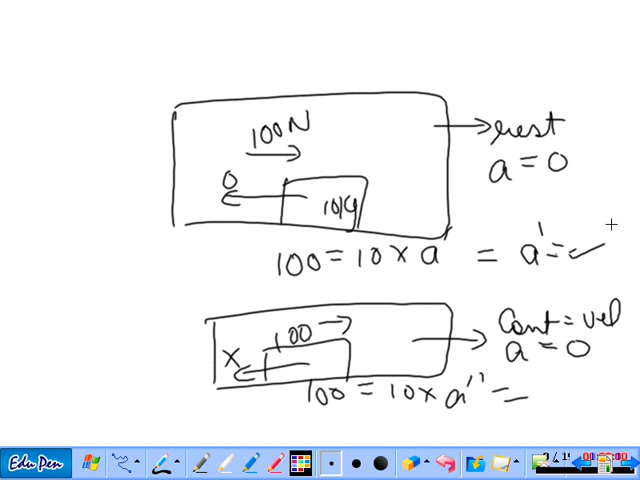 100N
rest
a = 0
0
10kg
100 = 10 x a = a' =
100
Cont = vel
a = 0
x
100 = 10 x a'' =
Edu Pen